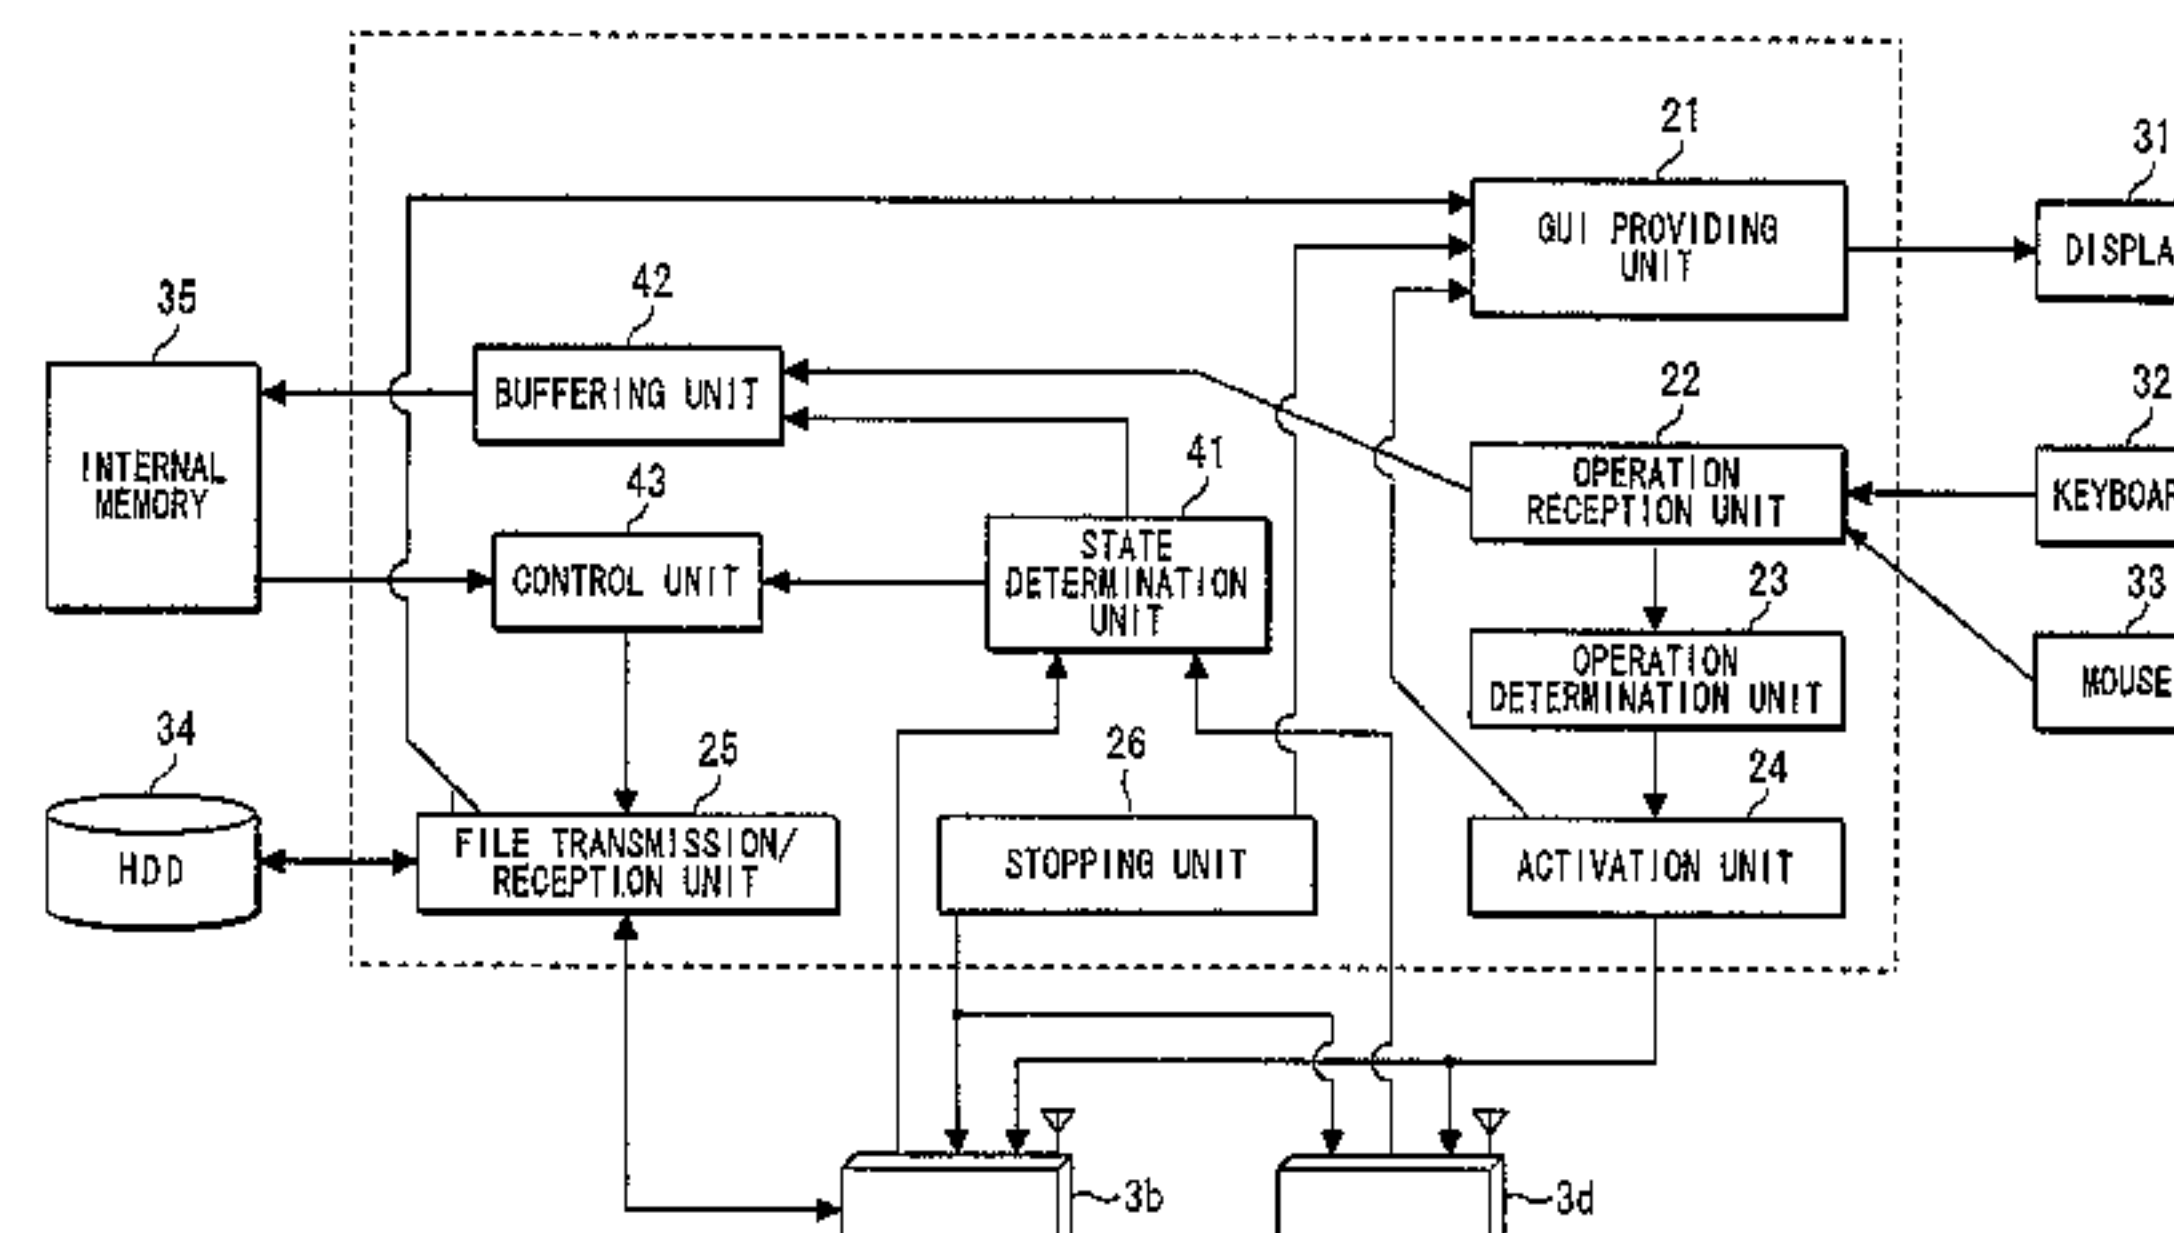 21
31
GUI PROVIDING
UNIT
DISPLA
42
35
BUFFERING UNIT
22
32
INTERNAL
MEMORY
43
41
OPERATION
RECEPTION UNIT
KEYBOAR
CONTROL UNIT
STATE
DETERMINATION
UNIT
23
33
OPERATION
DETERMINATION UNIT
MOUSE
34
25
26
24
HDD
FILE TRANSMISSION/
RECEPTION UNIT
STOPPING UNIT
ACTIVATION UNIT
3b
3d